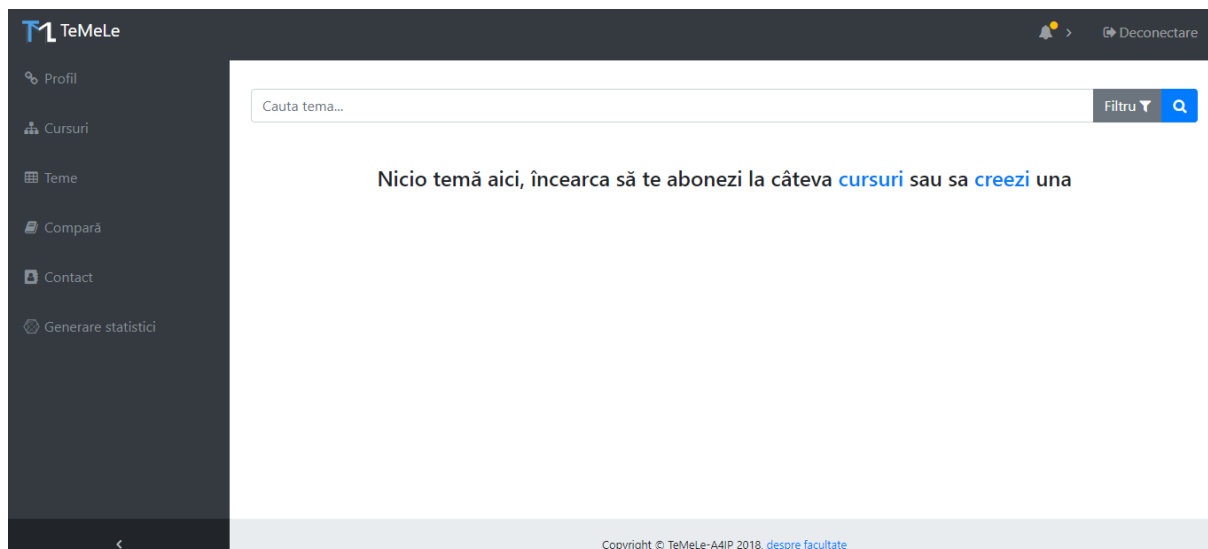 TeMeLe
Deconectare
Profil
Cursuri
Teme
Compară
Contact
Generare statistici
Cauta tema...
Filtru
Nicio temă aici, încearca să te abonezi la câteva cursuri sau sa creezi una
Copyright © TeMeLe-A4IP 2018, despre facultate